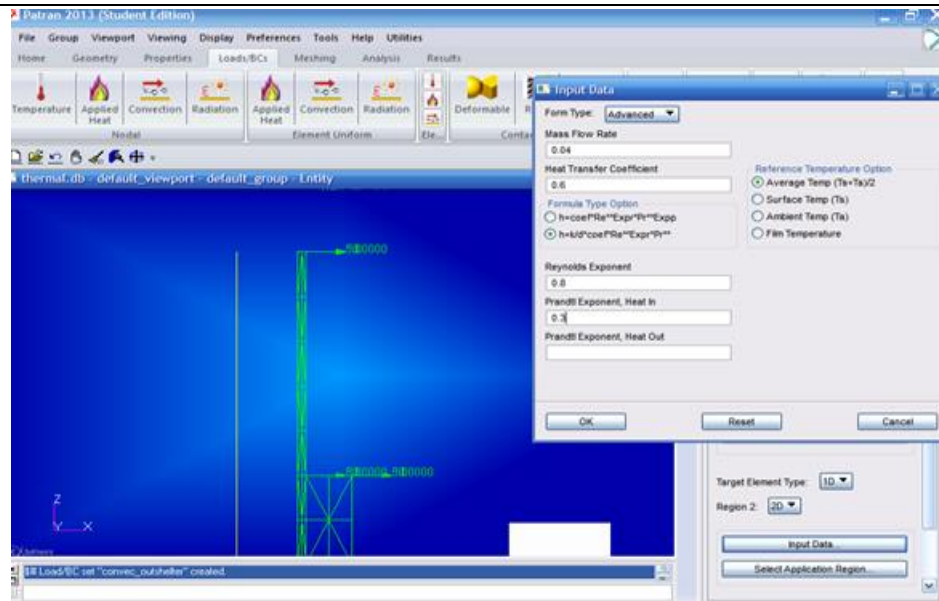 Patran 2013 (Student Edition)
File Group Viewport Viewing Display Preferences Tools Help Utilities
Home Geometry Properties Loads/BCs Meshing Analysis Results
Temperature Applied Heat Convection Radiation Applied Heat Convection Radiation Deformable
Nodal Element Uniform Ele...
thermal.db - default_viewport - default_group - Entity
Z
Y X
Load/BC set "convec_outshelter" created.
Input Data
Form Type: Advanced
Mass Flow Rate
0.04
Heat Transfer Coefficient
0.6
Formula Type Option
h=coef*Re**Expr*Pr**Expp
h=k/d*coef*Re**Expr*Pr**
Reference Temperature Option
Average Temp (Ts+Ta)/2
Surface Temp (Ts)
Ambient Temp (Ta)
Film Temperature
Reynolds Exponent
0.8
Prandtl Exponent, Heat In
0.3
Prandtl Exponent, Heat Out
OK Reset Cancel
Target Element Type: 1D
Region 2: 2D
Input Data...
Select Application Region...